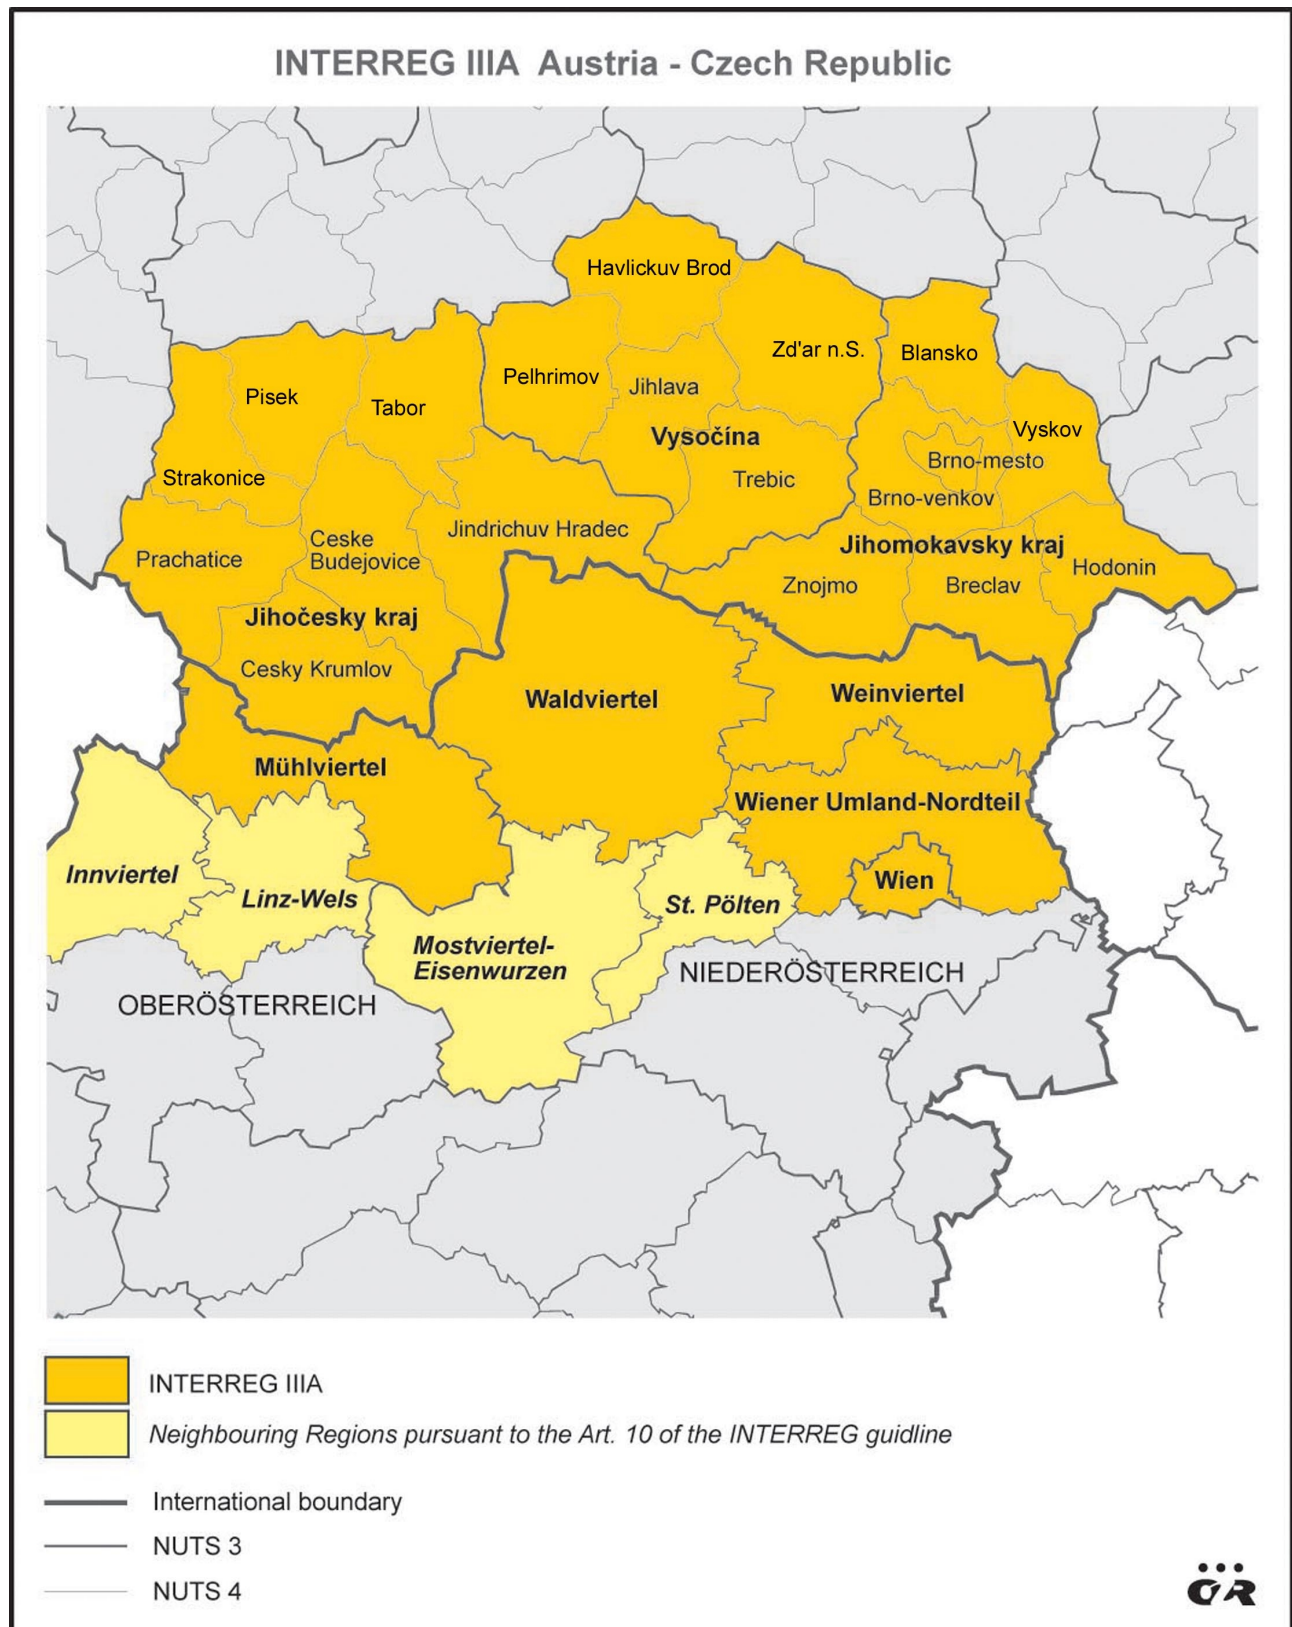 INTERREG IIIA Austria - Czech Republic
Havlickuv Brod
Zd'ar n.S.
Blansko
Pelhrimov
Jihlava
Pisek
Tabor
Vysočína
Vyskov
Brno-mesto
Strakonice
Trebic
Brno-venkov
Jindrichuv Hradec
Ceske
Budejovice
Jihomokavsky kraj
Prachatice
Hodonin
Znojmo
Breclav
Jihočesky kraj
Cesky Krumlov
Waldviertel
Weinviertel
Mühlviertel
Wiener Umland-Nordteil
Innviertel
Wien
Linz-Wels
St. Pölten
Mostviertel-
Eisenwurzen
NIEDERÖSTERREICH
OBERÖSTERREICH
INTERREG IIIA
Neighbouring Regions pursuant to the Art. 10 of the INTERREG guidline
International boundary
NUTS 3
NUTS 4
ÖIR